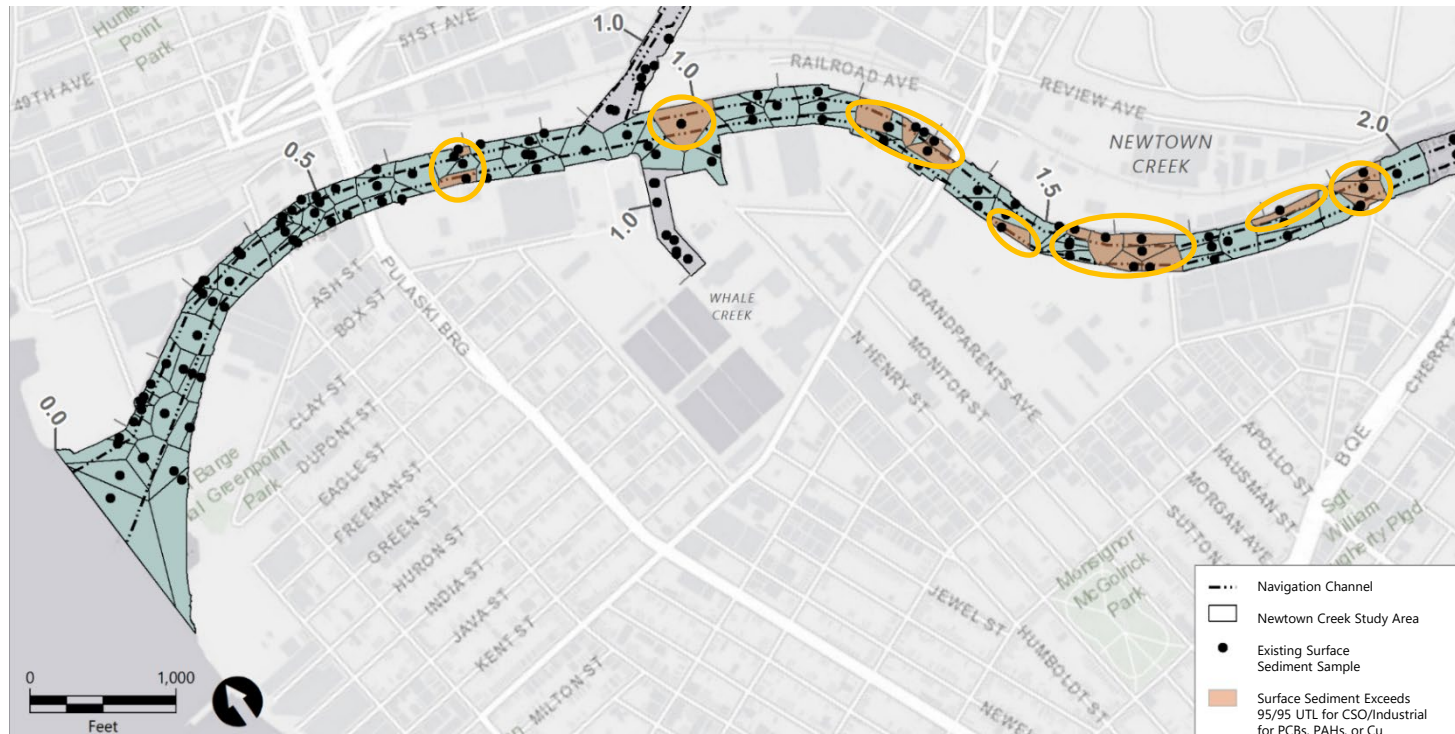 Hunter
Point
Park
49TH AVE
51ST AVE
1.0
1.0
RAILROAD AVE
REVIEW AVE
NEWTOWN
CREEK
2.0
0.5
1.5
1.0
WHALE
CREEK
ASH ST
BOX ST
PULASKI BRG
GRANDPARENTS AVE
MONITOR ST
N HENRY ST
CHERRY
0.0
CLAY ST
DUPONT ST
EAGLE ST
FREEMAN ST
GREEN ST
HURON ST
INDIA ST
JAVA ST
KENT ST
MILTON ST
Barge
al Greenpoint
Park
APOLLO ST
HAUSMAN ST
MORGAN AVE
SUTTON
BQE
Sgt
William
ugherty Plgd
Monsignor
McGolrick
Park
JEWEL ST
HUMBOLDT ST
NEWEL
0 1,000
Feet
Navigation Channel
Newtown Creek Study Area
Existing Surface
Sediment Sample
Surface Sediment Exceeds
95/95 UTL for CSO/Industrial
for PCBs, PAHs, or Cu